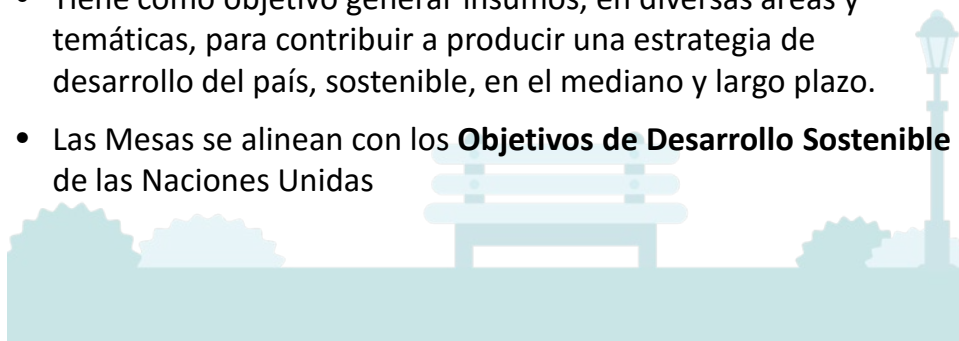 • Tiene como objetivo generar insumos, en diversas áreas y
temáticas, para contribuir a producir una estrategia de
desarrollo del país, sostenible, en el mediano y largo plazo.
• Las Mesas se alinean con los Objetivos de Desarrollo Sostenible
de las Naciones Unidas